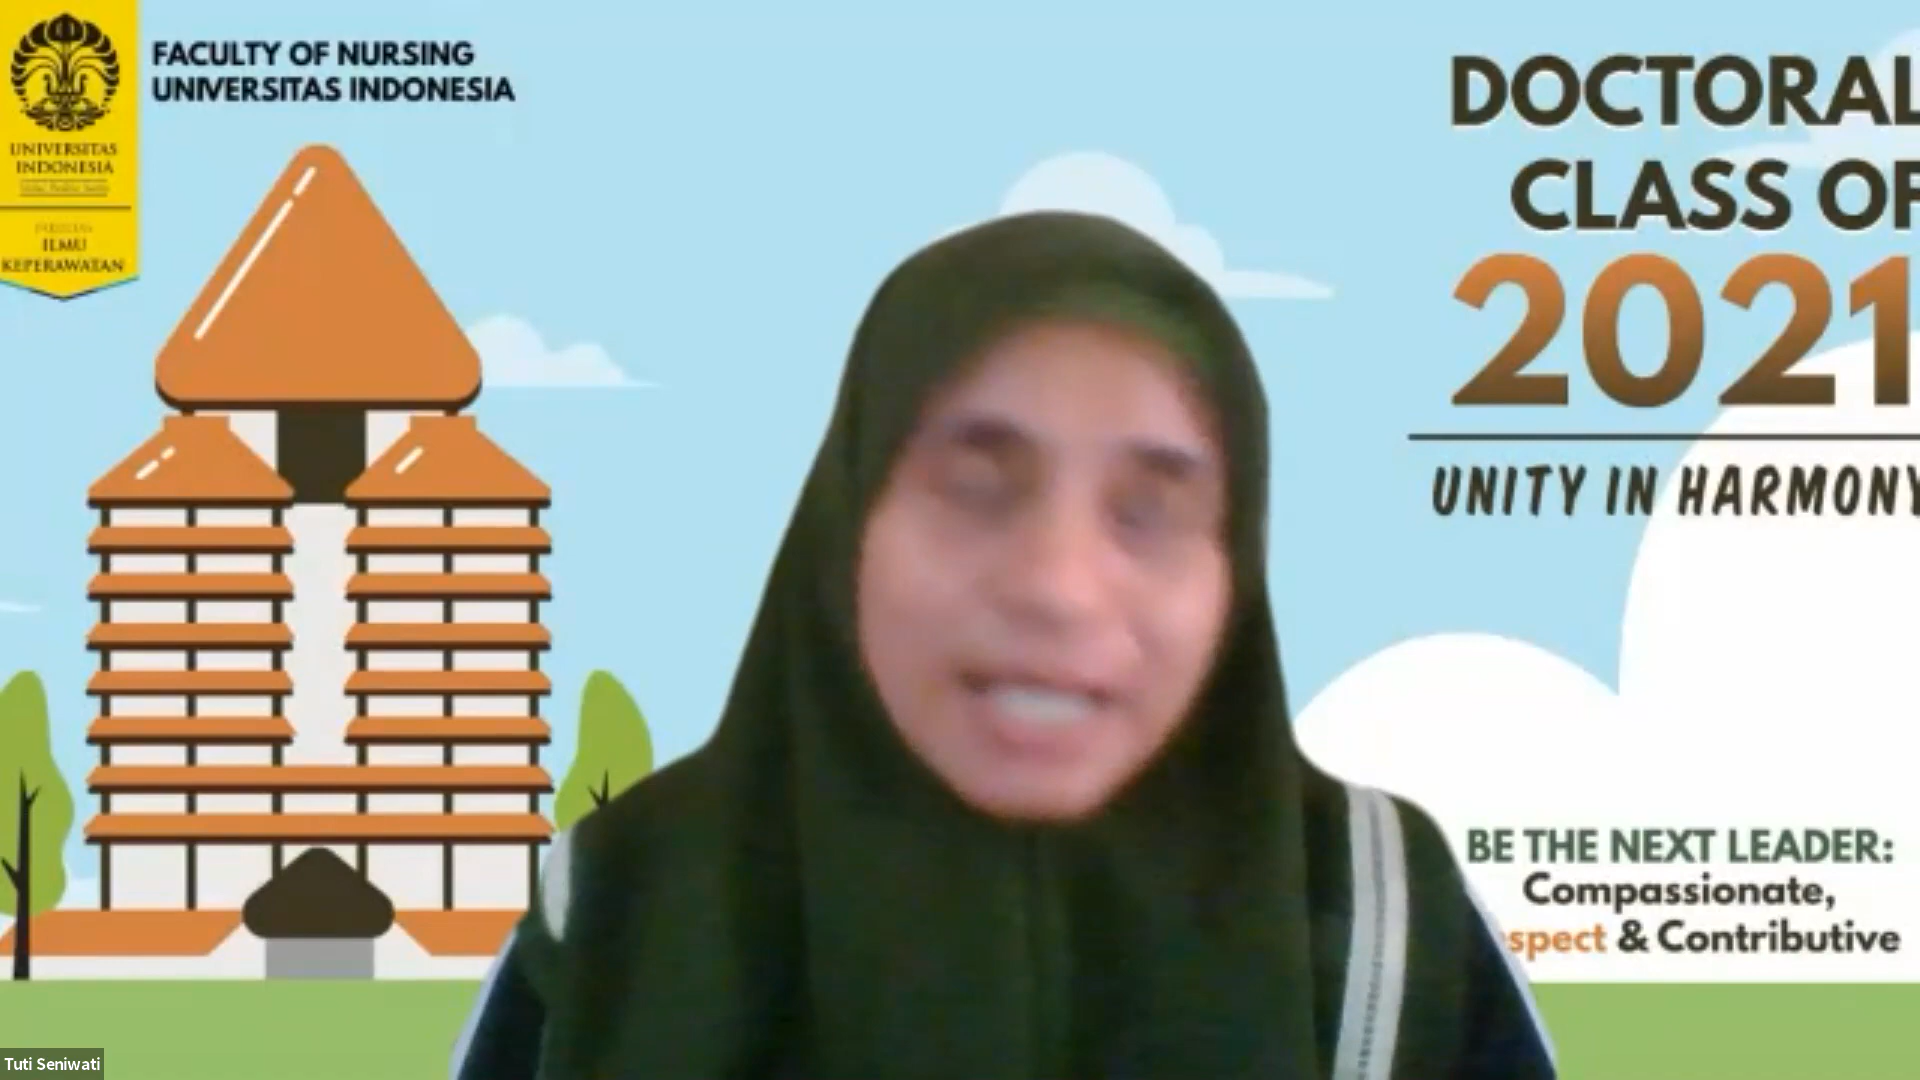 FACULTY OF NURSING
UNIVERSITAS INDONESIA
UNIVERSITAS
INDONESIA
ILMU
KEPERAWATAN
DOCTORAL
CLASS OF
2021
UNITY IN HARMONY
BE THE NEXT LEADER:
Compassionate,
spect & Contributive
Tuti Seniwati